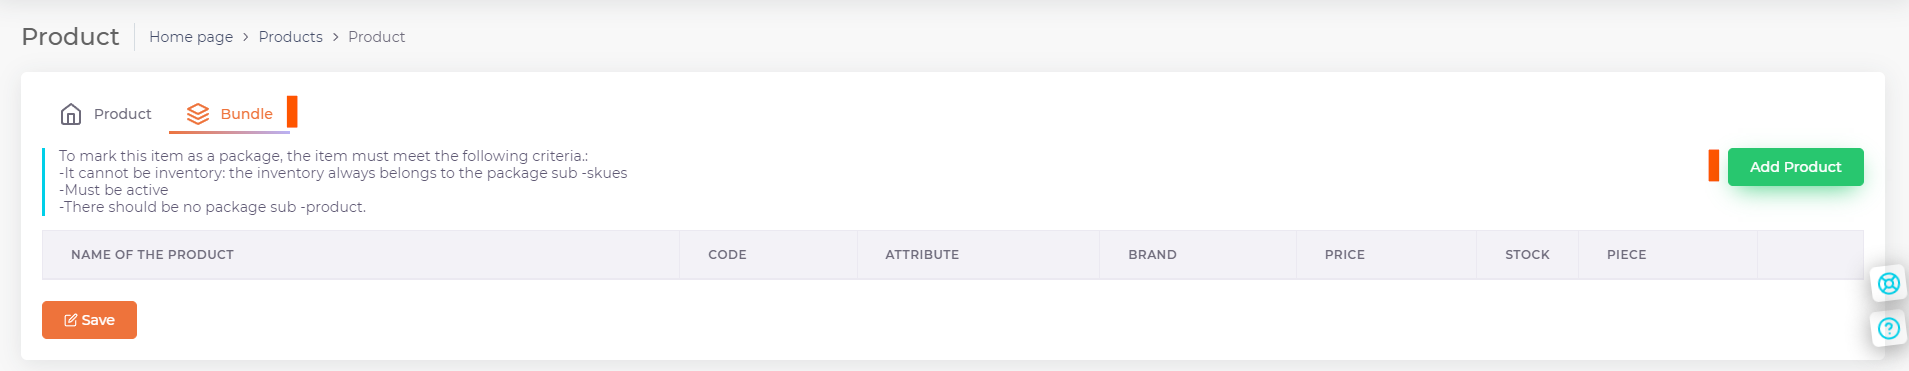 Product
Home page > Products > Product
Product
Bundle
To mark this item as a package, the item must meet the following criteria.:
-It cannot be inventory: the inventory always belongs to the package sub -skues
-Must be active
-There should be no package sub -product.
Add Product
NAME OF THE PRODUCT CODE ATTRIBUTE BRAND PRICE STOCK PIECE
Save